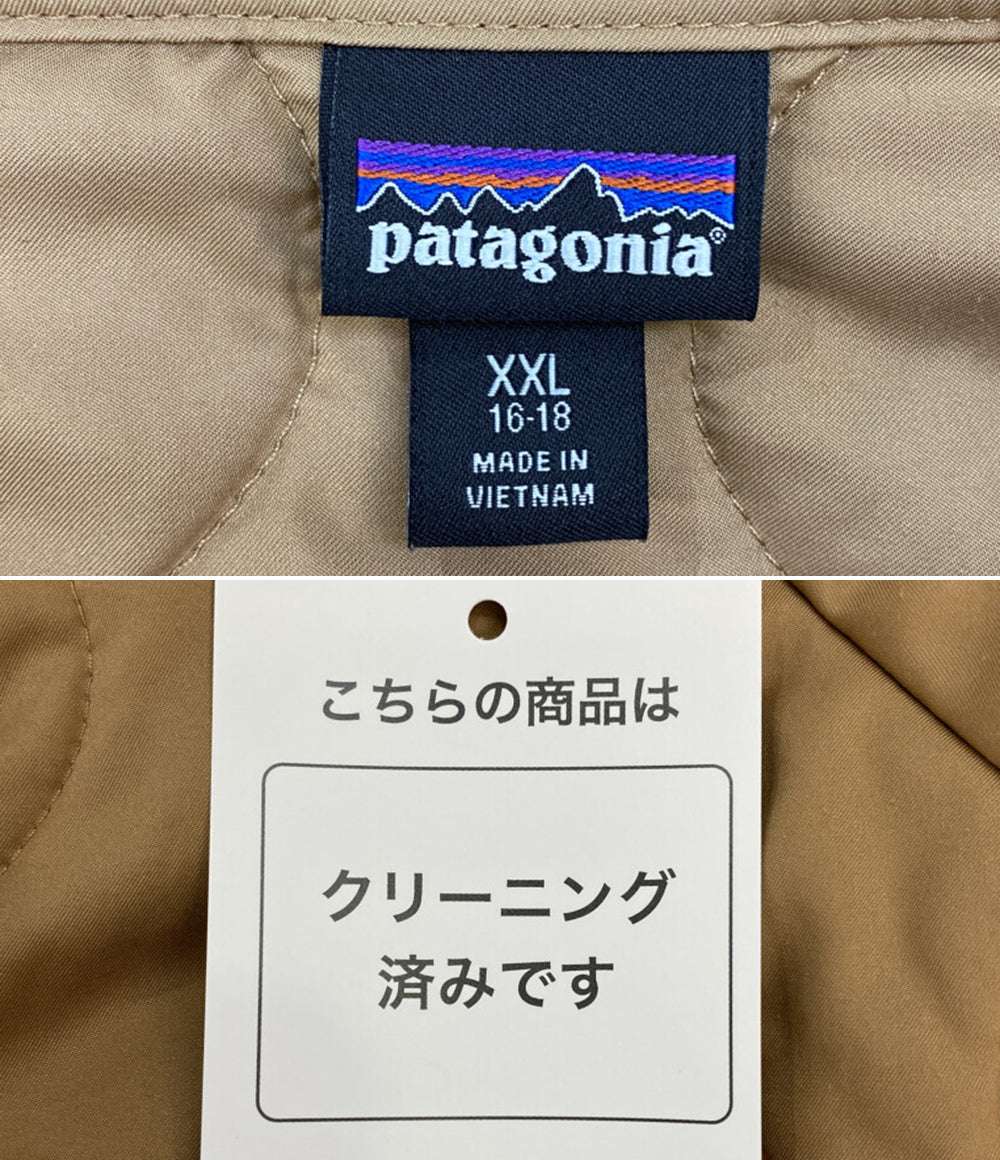 patagonia®
XXL
16-18
MADE IN
VIETNAM
こちらの商品は
クリーニング
済みです